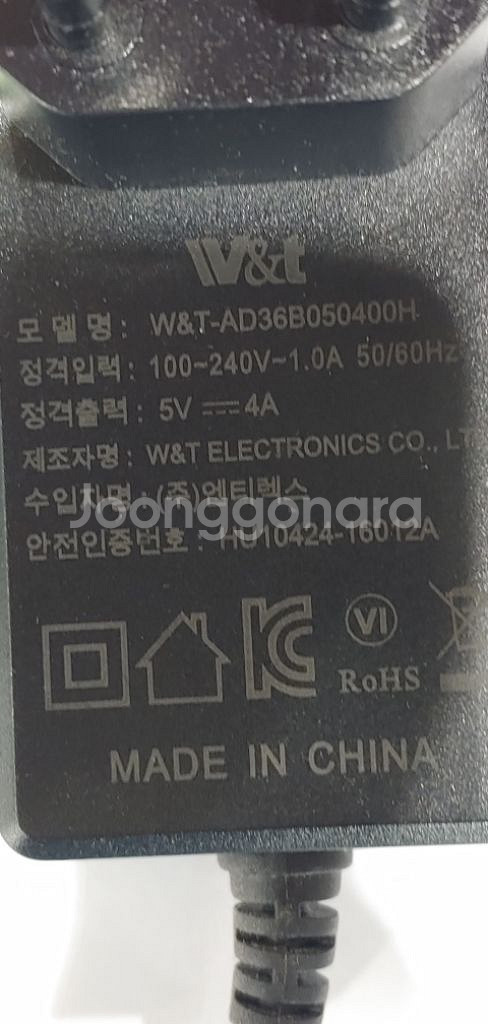 W&t
모 델 명 : W&T-AD36B050400H
정격입력 : 100~240V~1.0A 50/60Hz
정격출력 : 5V ⎓ 4A
제조자명 : W&T ELECTRONICS CO., LT
수입자명 : (주)엔티렉스
Joonggonara
안전인증번호 : HU10424-16012A
VI
RoHS
MADE IN CHINA